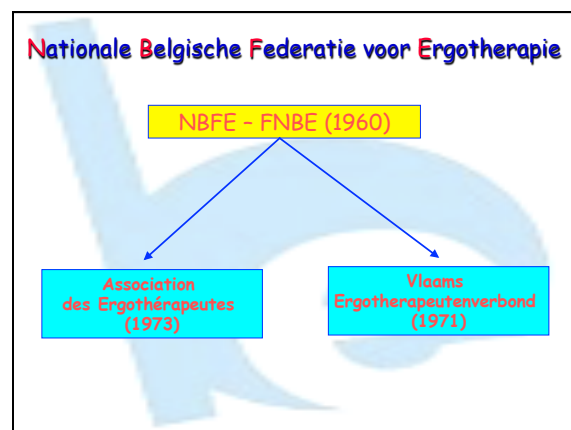 Nationale Belgische Federatie voor Ergotherapie
NBFE – FNBE (1960)
Association
des Ergothérapeutes
(1973)
Vlaams
Ergotherapeutenverbond
(1971)